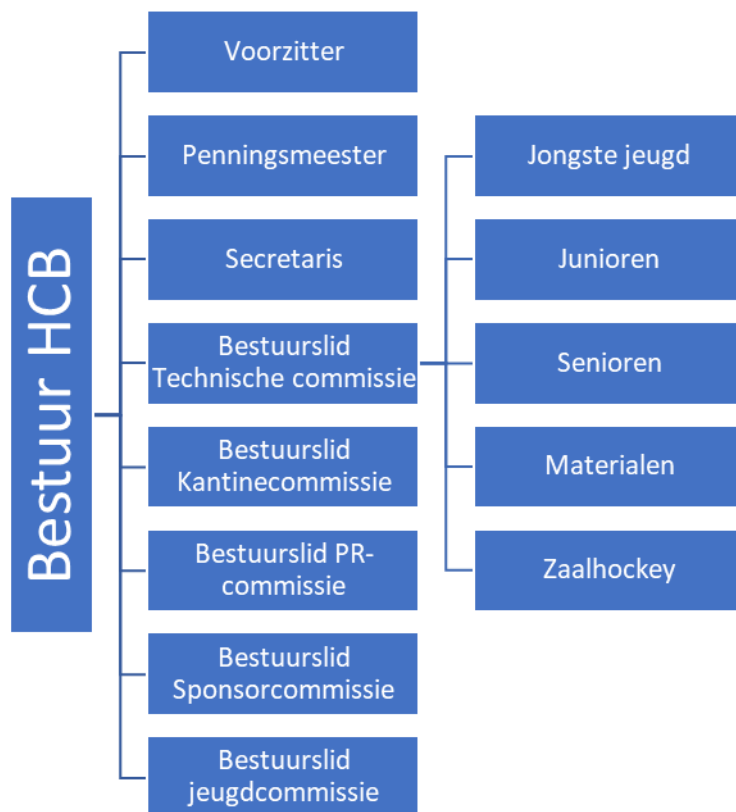 Bestuur HCB
Voorzitter
Penningsmeester
Secretaris
Bestuurslid
Technische commissie
Bestuurslid
Kantinecommissie
Bestuurslid PR-
commissie
Bestuurslid
Sponsorcommissie
Bestuurslid
jeugdcommissie
Jongste jeugd
Junioren
Senioren
Materialen
Zaalhockey